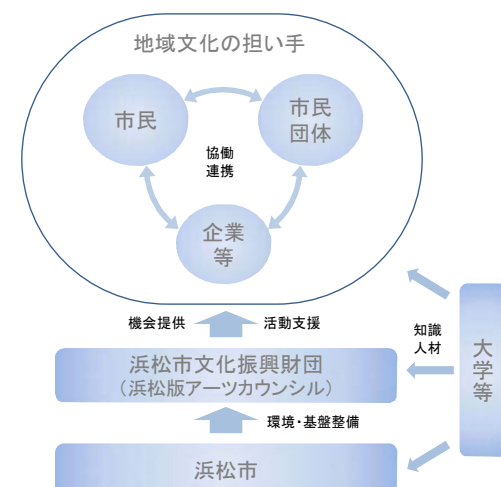 地域文化の担い手
市民
市民
団体
協働
連携
企業
等
機会提供
活動支援
知識
人材
大学等
浜松市文化振興財団
（浜松版アーツカウンシル）
環境・基盤整備
浜松市